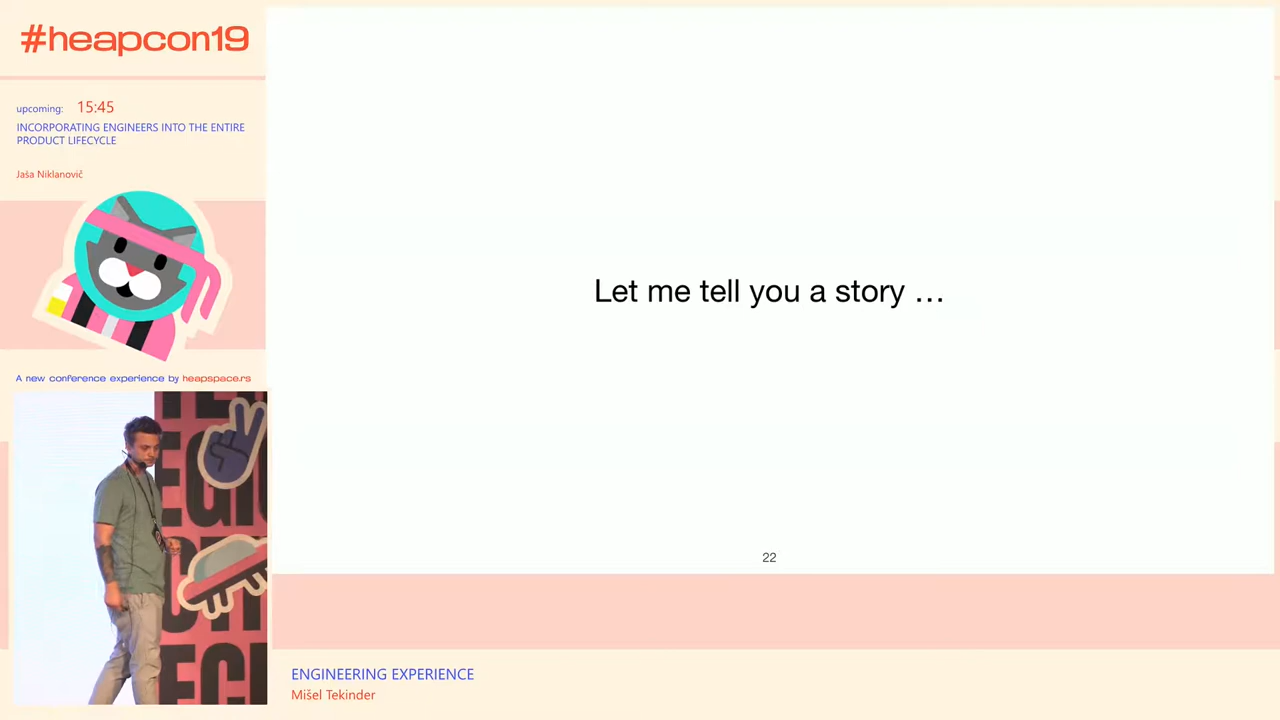 #heapcon19
upcoming: 15:45
INCORPORATING ENGINEERS INTO THE ENTIRE
PRODUCT LIFECYCLE
Jaša Niklanovič
A new conference experience by heapspace.rs
Let me tell you a story …
22
ENGINEERING EXPERIENCE
Mišel Tekinder